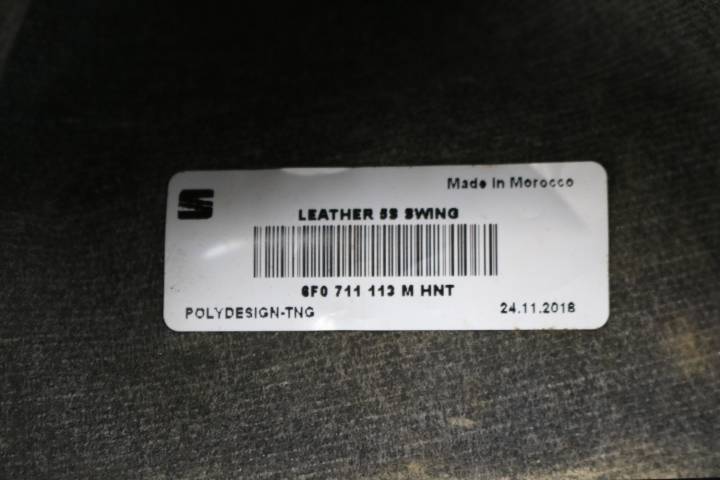 Made in Morocco
LEATHER 5S SWING
6F0 711 113 M HNT
POLYDESIGN-TNG
24.11.2018